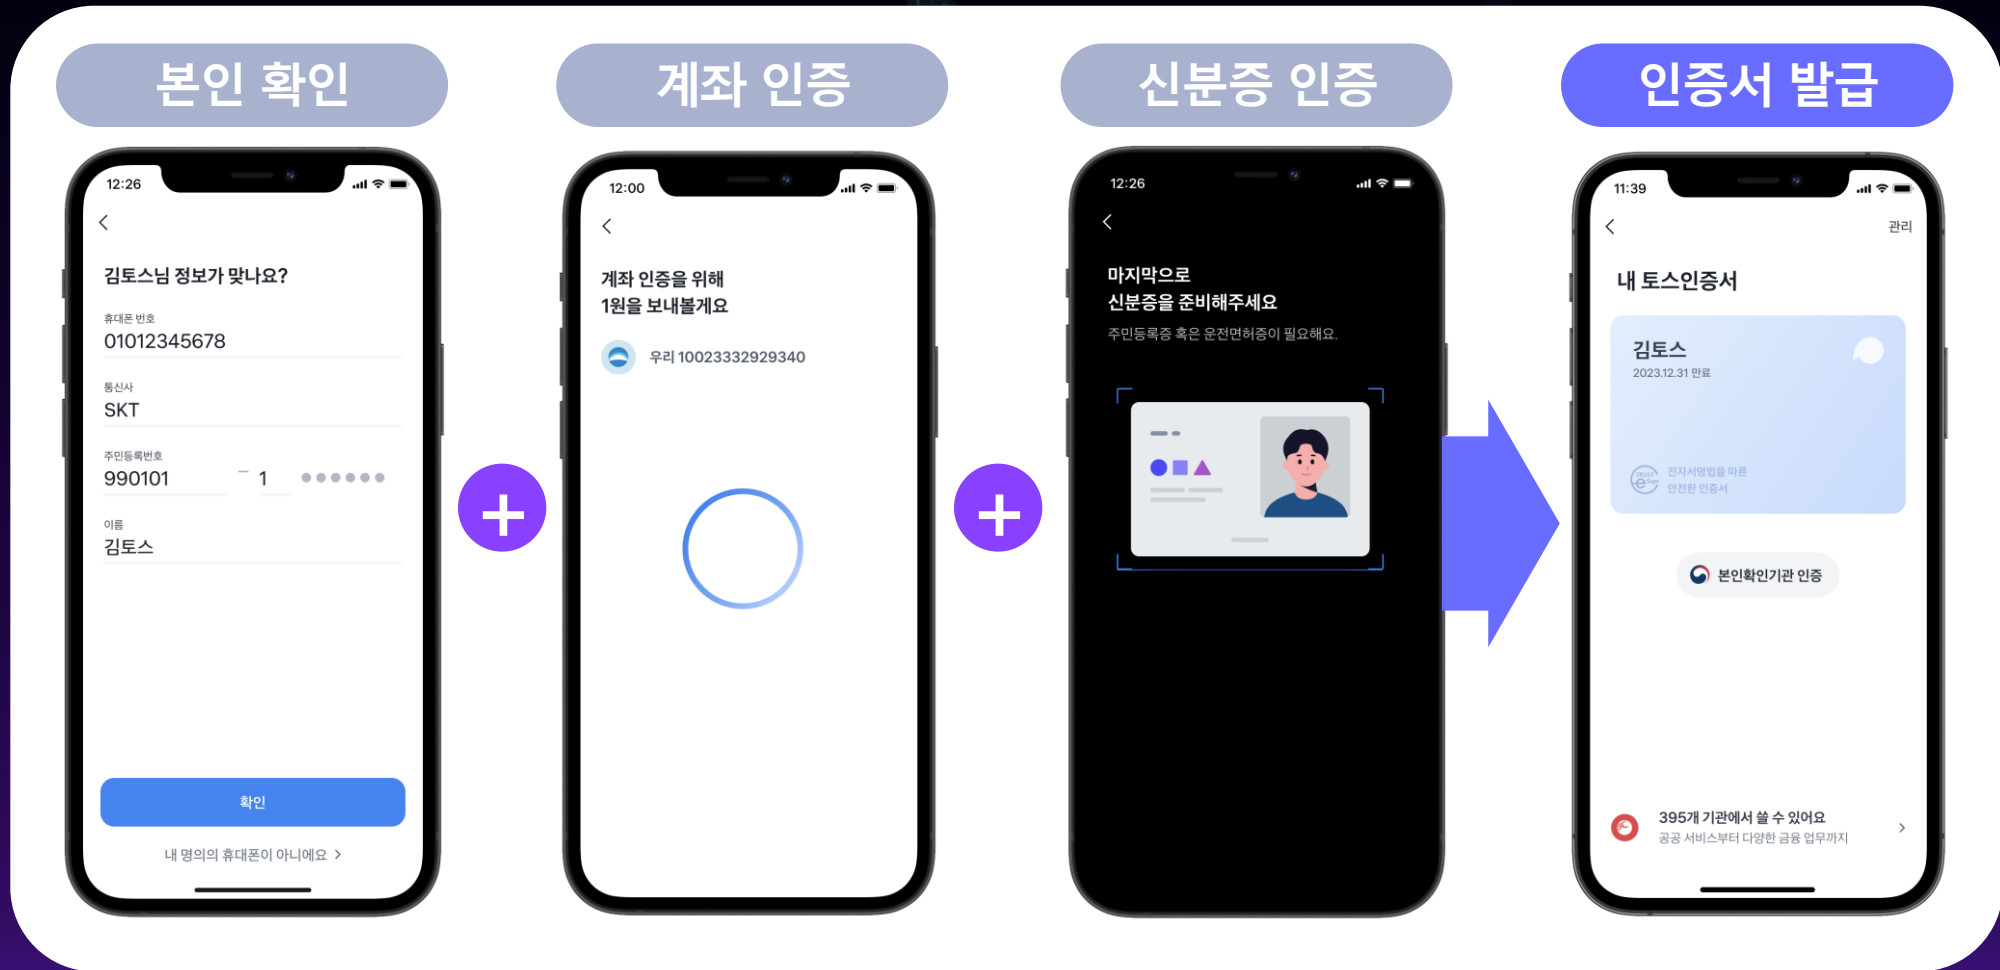 본인 확인
계좌 인증
신분증 인증
인증서 발급
12:26
김토스님 정보가 맞나요?
휴대폰 번호
01012345678
통신사
SKT
주민등록번호
990101 – 1 ●●●●●●
이름
김토스
확인
내 명의의 휴대폰이 아니에요 >
+
12:00
계좌 인증을 위해
1원을 보내볼게요
우리 10023332929340
+
12:26
마지막으로
신분증을 준비해주세요
주민등록증 혹은 운전면허증이 필요해요.
11:39
관리
내 토스인증서
김토스
2023.12.31 만료
전자서명법을 따른
안전한 인증서
본인확인기관 인증
395개 기관에서 쓸 수 있어요
공공 서비스부터 다양한 금융 업무까지